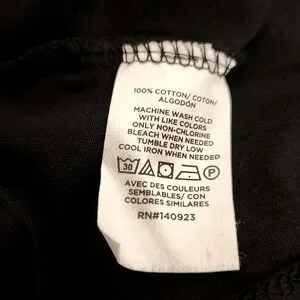 100% COTTON/ COTON/
ALGODÓN
MACHINE WASH COLD
WITH LIKE COLORS
ONLY NON-CHLORINE
BLEACH WHEN NEEDED
TUMBLE DRY LOW
COOL IRON WHEN NEEDED
30 P
AVEC DES COULEURS
SEMBLABLES/ CON
COLORES SIMILARES
RN#140923